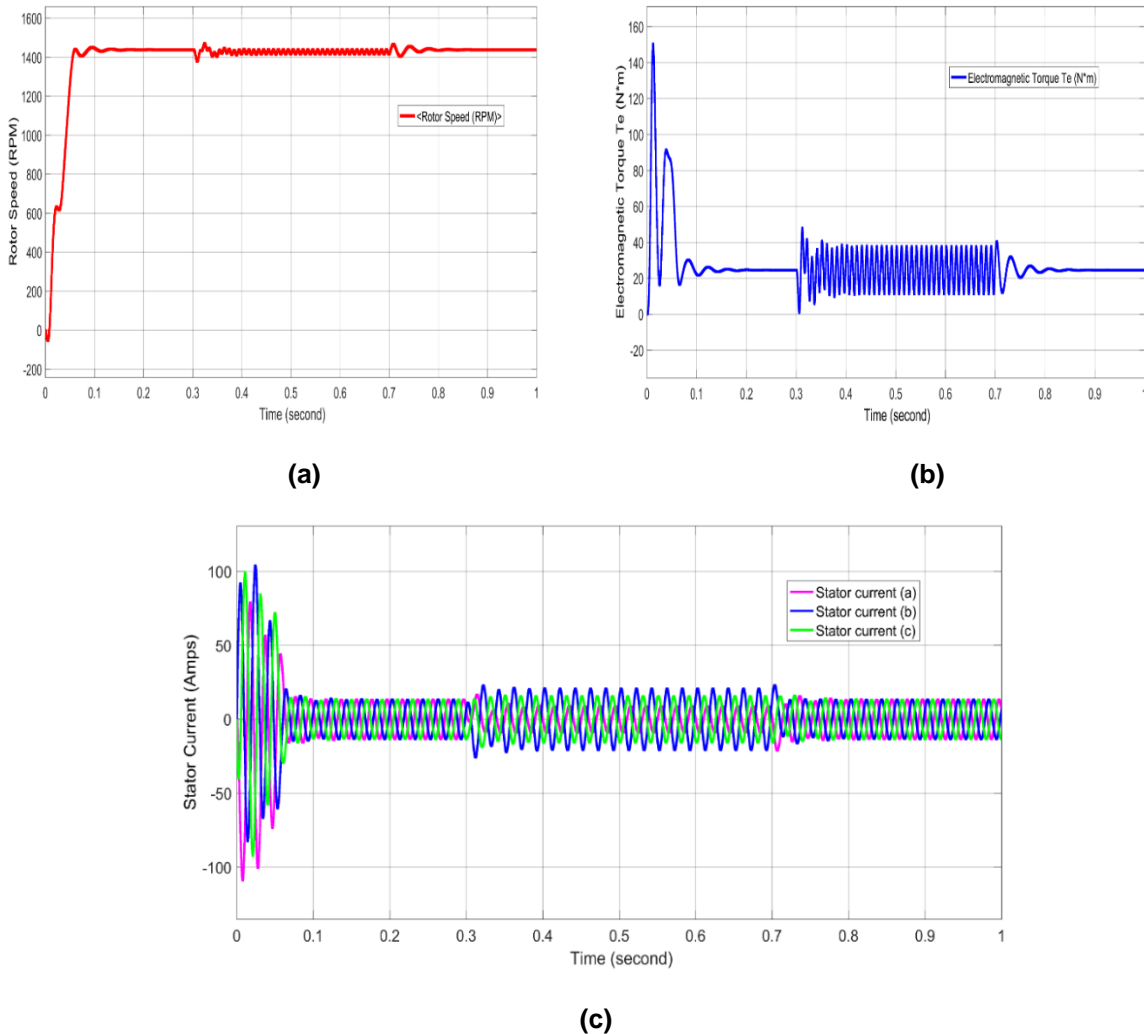 1600
1400
1200
1000
800
600
400
200
0
-200
Rotor Speed (RPM)
<Rotor Speed (RPM)>
0 0.1 0.2 0.3 0.4 0.5 0.6 0.7 0.8 0.9 1
Time (second)
(a)
160
140
120
100
80
60
40
20
0
-20
Electromagnetic Torque Te (N*m)
Electromagnetic Torque Te (N*m)
0 0.1 0.2 0.3 0.4 0.5 0.6 0.7 0.8 0.9 1
Time (second)
(b)
100
50
0
-50
-100
Stator Current (Amps)
Stator current (a)
Stator current (b)
Stator current (c)
0 0.1 0.2 0.3 0.4 0.5 0.6 0.7 0.8 0.9 1
Time (second)
(c)